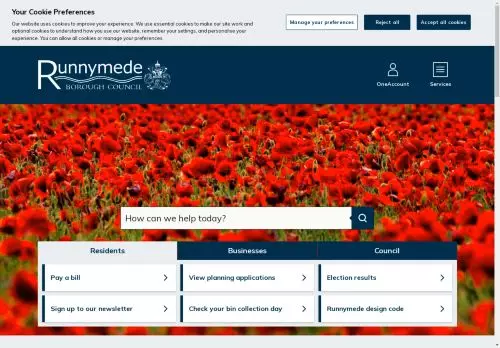 Your Cookie Preferences
Our website uses cookies to improve your experience. We use essential cookies to make our site work and
optional cookies to understand how you use our website, remember your settings, and personalise your
experience. You can allow all cookies or manage your preferences.
Manage your preferences
Reject all
Accept all cookies
Runnymede
BOROUGH COUNCIL
OneAccount
Services
How can we help today?
Residents
Businesses
Council
Pay a bill
View planning applications
Election results
Sign up to our newsletter
Check your bin collection day
Runnymede design code